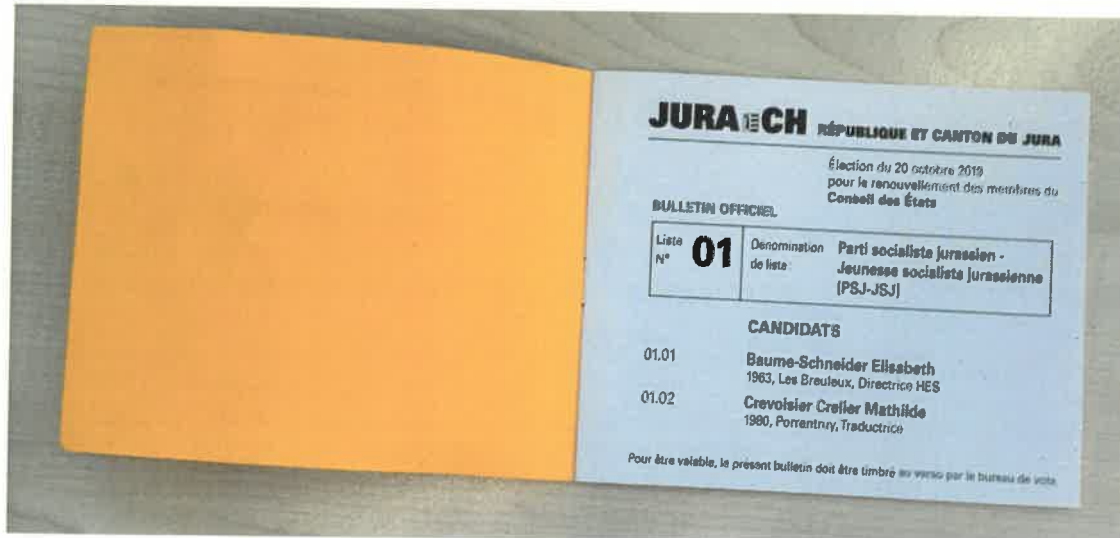 JURA CH RÉPUBLIQUE ET CANTON DU JURA
Élection du 20 octobre 2019
pour le renouvellement des membres du
Conseil des États
BULLETIN OFFICIEL
Liste
N°
01
Dénomination
de liste
Parti socialiste jurassien -
Jeunesse socialiste jurassienne
(PSJ-JSJ)
CANDIDATS
01.01 Baume-Schneider Elisabeth
1963, Les Breuleux, Directrice HES
01.02 Crevoisier Crelier Mathilde
1980, Porrentruy, Traductrice
Pour être valable, le présent bulletin doit être timbré au verso par le bureau de vote